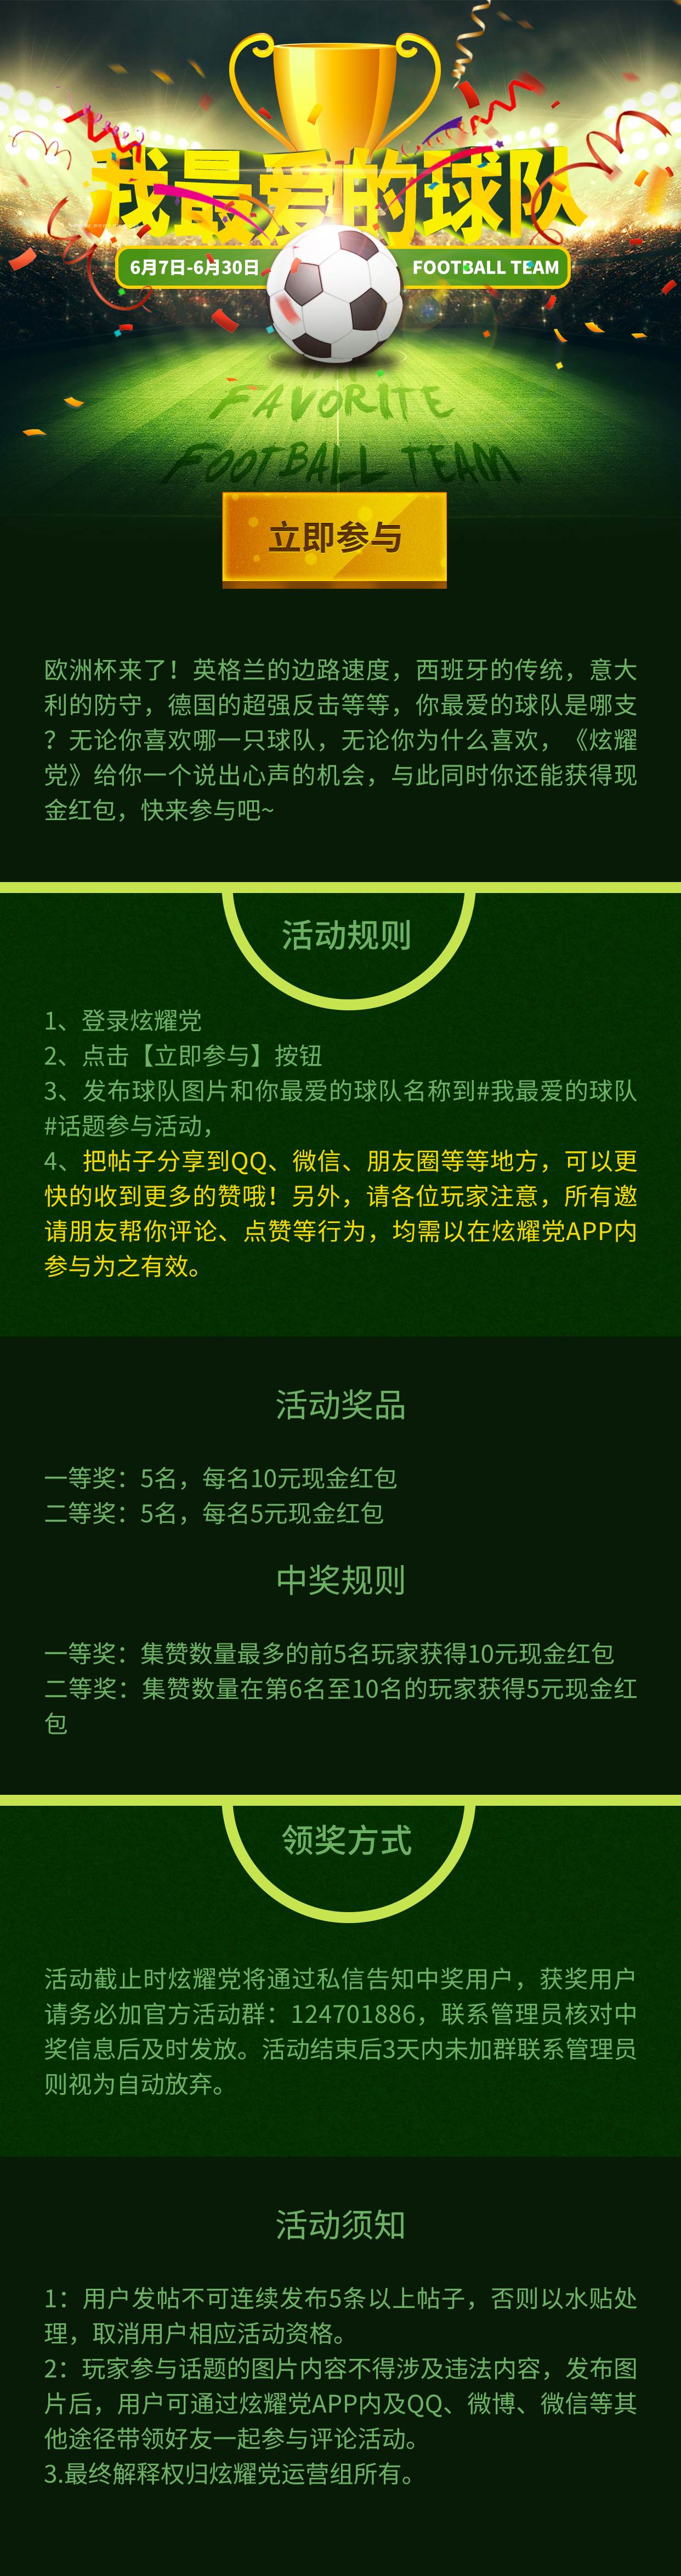 我最爱的球队
6月7日-6月30日
FOOTBALL TEAM
FAVORITE
FOOTBALL TEAM
立即参与
欧洲杯来了！英格兰的边路速度，西班牙的传统，意大
利的防守，德国的超强反击等等，你最爱的球队是哪支
？无论你喜欢哪一只球队，无论你为什么喜欢，《炫耀
党》给你一个说出心声的机会，与此同时你还能获得现
金红包，快来参与吧~
活动规则
1、登录炫耀党
2、点击【立即参与】按钮
3、发布球队图片和你最爱的球队名称到#我最爱的球队
#话题参与活动，
4、把帖子分享到QQ、微信、朋友圈等等地方，可以更
快的收到更多的赞哦！另外，请各位玩家注意，所有邀
请朋友帮你评论、点赞等行为，均需以在炫耀党APP内
参与为之有效。
活动奖品
一等奖：5名，每名10元现金红包
二等奖：5名，每名5元现金红包
中奖规则
一等奖：集赞数量最多的前5名玩家获得10元现金红包
二等奖：集赞数量在第6名至10名的玩家获得5元现金红
包
领奖方式
活动截止时炫耀党将通过私信告知中奖用户，获奖用户
请务必加官方活动群：124701886，联系管理员核对中
奖信息后及时发放。活动结束后3天内未加群联系管理员
则视为自动放弃。
活动须知
1：用户发帖不可连续发布5条以上帖子，否则以水贴处
理，取消用户相应活动资格。
2：玩家参与话题的图片内容不得涉及违法内容，发布图
片后，用户可通过炫耀党APP内及QQ、微博、微信等其
他途径带领好友一起参与评论活动。
3.最终解释权归炫耀党运营组所有。